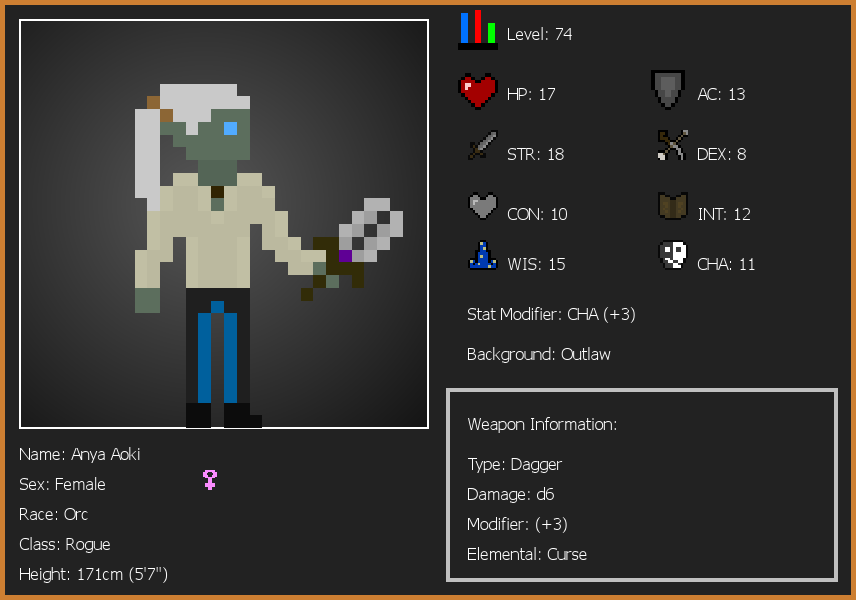 Level: 74
HP: 17
AC: 13
STR: 18
DEX: 8
CON: 10
INT: 12
WIS: 15
CHA: 11
Stat Modifier: CHA (+3)
Background: Outlaw
Weapon Information:
Type: Dagger
Damage: d6
Modifier: (+3)
Elemental: Curse
Name: Anya Aoki
Sex: Female
Race: Orc
Class: Rogue
Height: 171cm (5'7")